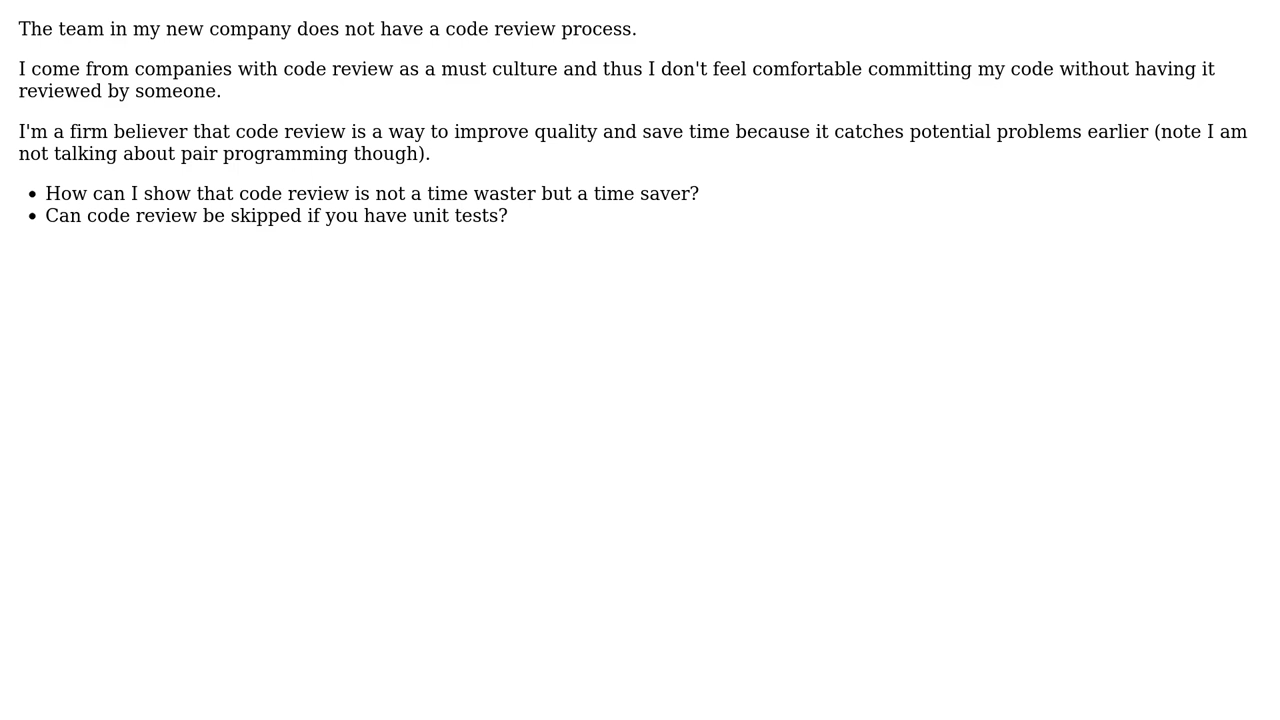 The team in my new company does not have a code review process.
I come from companies with code review as a must culture and thus I don't feel comfortable committing my code without having it
reviewed by someone.
I'm a firm believer that code review is a way to improve quality and save time because it catches potential problems earlier (note I am
not talking about pair programming though).
• How can I show that code review is not a time waster but a time saver?
• Can code review be skipped if you have unit tests?